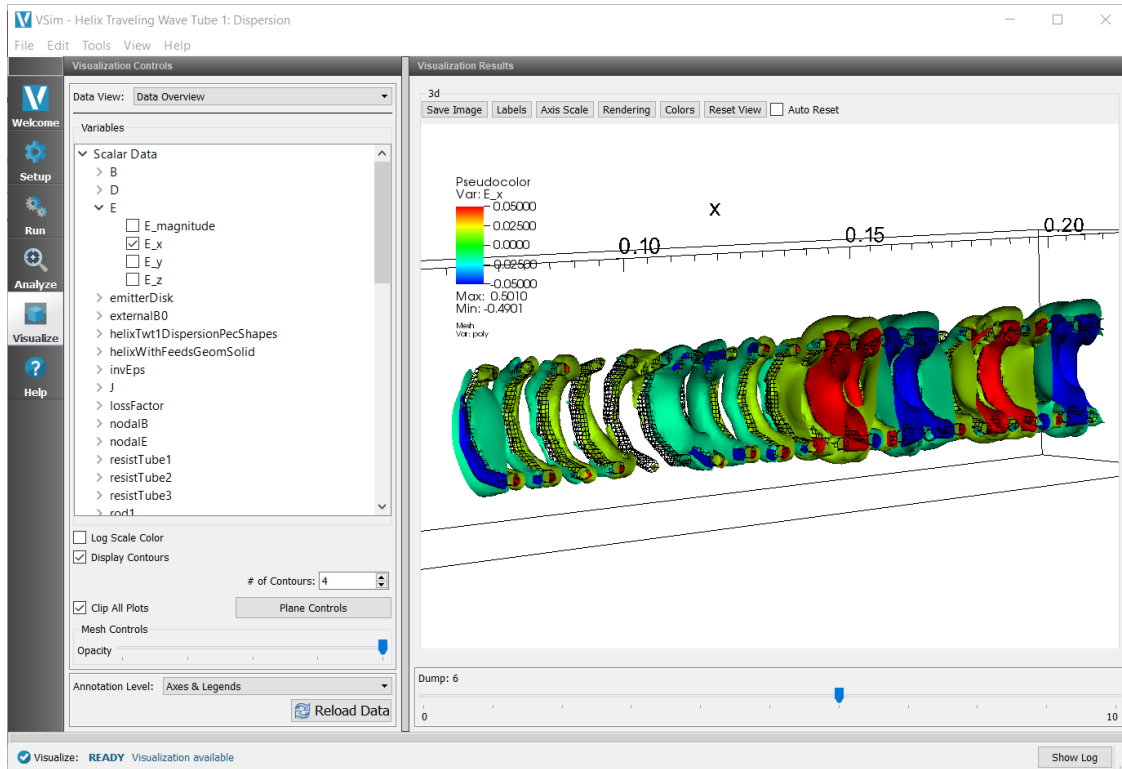 VSim - Helix Traveling Wave Tube 1: Dispersion
File Edit Tools View Help
Visualization Controls
Visualization Results
Welcome
Setup
Run
Analyze
Visualize
Help
Data View: Data Overview
Variables
Scalar Data
B
D
E
E_magnitude
E_x
E_y
E_z
emitterDisk
externalB0
helixTwt1DispersionPecShapes
helixWithFeedsGeomSolid
invEps
J
lossFactor
nodalB
nodalE
resistTube1
resistTube2
resistTube3
rod1
Log Scale Color
Display Contours
# of Contours: 4
Clip All Plots
Plane Controls
Mesh Controls
Opacity
Annotation Level: Axes & Legends
Reload Data
3d
Save Image Labels Axis Scale Rendering Colors Reset View Auto Reset
Pseudocolor
Var: E_x
0.05000
0.02500
0.0000
-0.02500
-0.05000
Max: 0.5010
Min: -0.4901
Mesh
Var: poly
x
0.10 0.15 0.20
Dump: 6
0 10
Visualize: READY Visualization available
Show Log